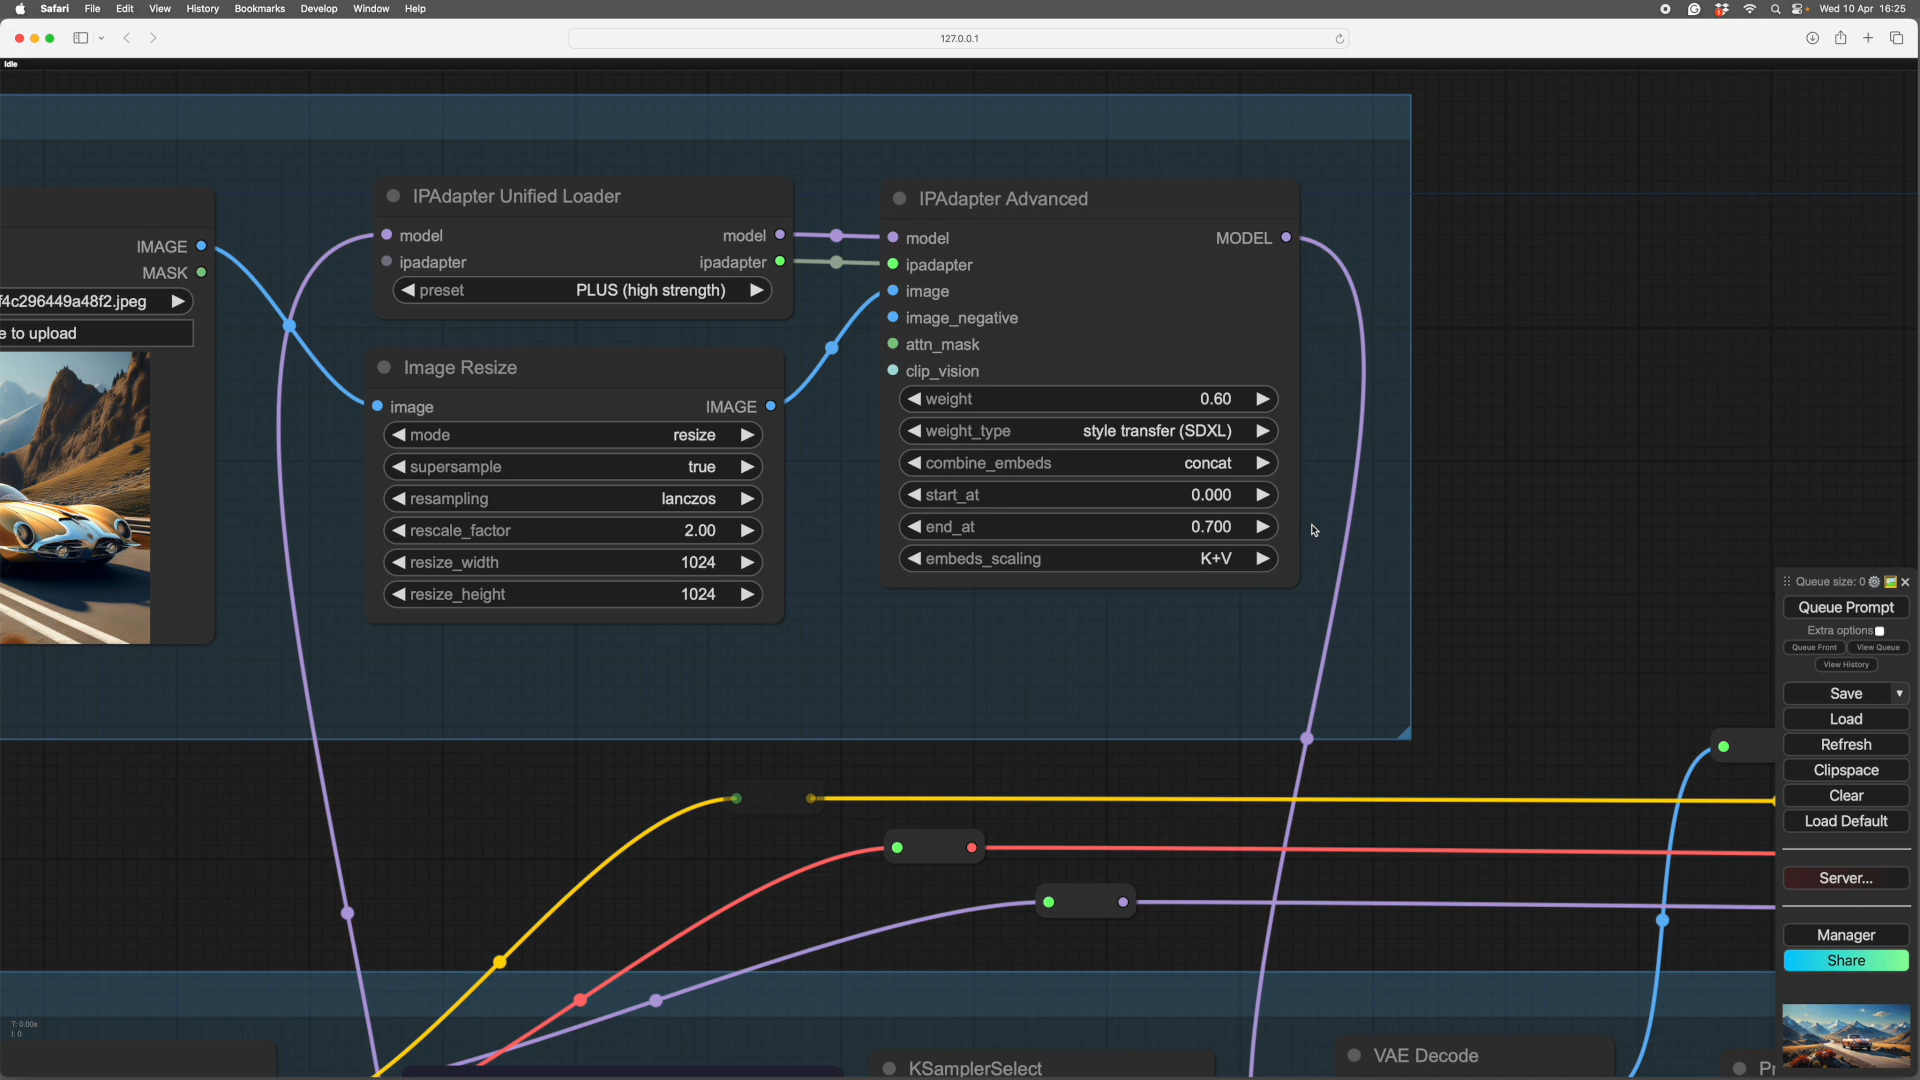 Safari File Edit View History Bookmarks Develop Window Help
Wed 10 Apr 16:25
127.0.0.1
Idle
IMAGE
MASK
f4c296449a48f2.jpeg
e to upload
IPAdapter Unified Loader
model model
ipadapter ipadapter
preset PLUS (high strength)
Image Resize
image IMAGE
mode resize
supersample true
resampling lanczos
rescale_factor 2.00
resize_width 1024
resize_height 1024
IPAdapter Advanced
model MODEL
ipadapter
image
image_negative
attn_mask
clip_vision
weight 0.60
weight_type style transfer (SDXL)
combine_embeds concat
start_at 0.000
end_at 0.700
embeds_scaling K+V
Queue size: 0
Queue Prompt
Extra options
Queue Front View Queue
View History
Save
Load
Refresh
Clipspace
Clear
Load Default
Server...
Manager
Share
T: 0.00s
I: 0
KSamplerSelect
VAE Decode
Pr